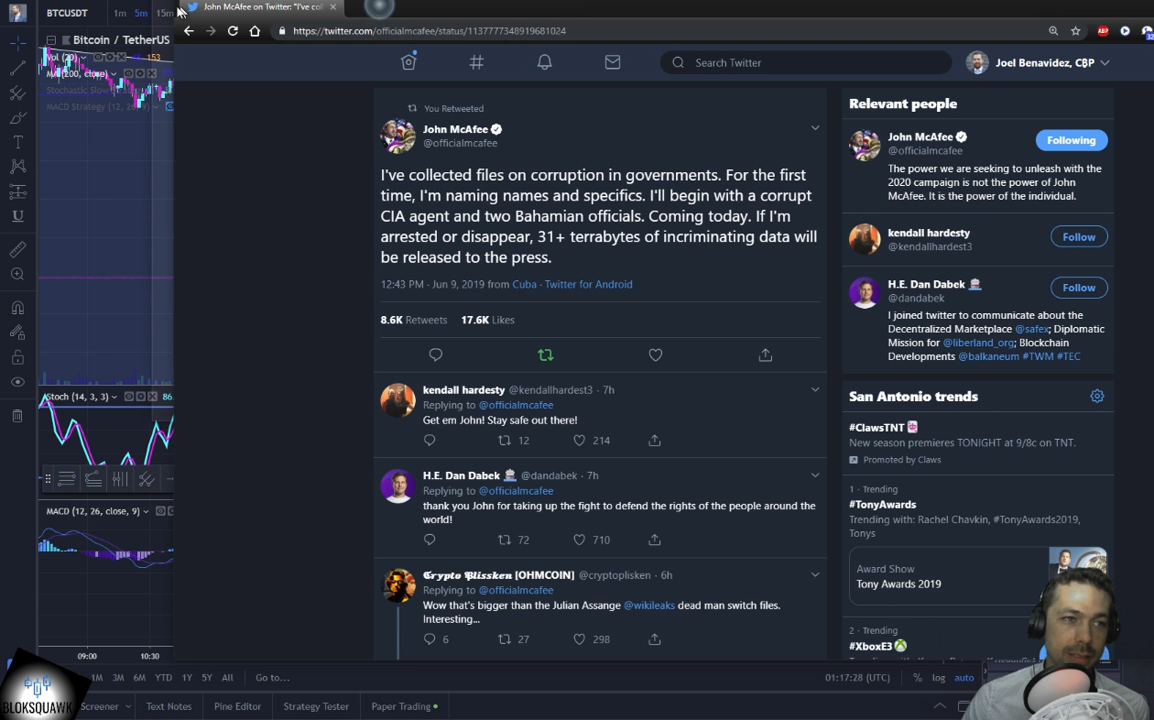 BTCUSDT 1m 5m 15m
John McAfee on Twitter: "I've col
https://twitter.com/officialmcafee/status/1137777348919681024
Bitcoin / TetherUS
Vol (20) 153
MA (200, close)
Stochastic Slow
MACD Strategy (12, 26,
Search Twitter
Joel Benavidez, C₿P
You Retweeted
John McAfee
@officialmcafee
I've collected files on corruption in governments. For the first
time, I'm naming names and specifics. I'll begin with a corrupt
CIA agent and two Bahamian officials. Coming today. If I'm
arrested or disappear, 31+ terrabytes of incriminating data will
be released to the press.
12:43 PM · Jun 9, 2019 from Cuba · Twitter for Android
8.6K Retweets 17.6K Likes
kendall hardesty @kendallhardest3 · 7h
Replying to @officialmcafee
Get em John! Stay safe out there!
12 214
H.E. Dan Dabek @dandabek · 7h
Replying to @officialmcafee
thank you John for taking up the fight to defend the rights of the people around the
world!
72 710
Crypto Plissken [OHMCOIN] @cryptoplisken · 6h
Replying to @officialmcafee
Wow that's bigger than the Julian Assange @wikileaks dead man switch files.
Interesting...
6 27 298
Relevant people
John McAfee
@officialmcafee
Following
The power we are seeking to unleash with the
2020 campaign is not the power of John
McAfee. It is the power of the individual.
kendall hardesty
@kendallhardest3
Follow
H.E. Dan Dabek
@dandabek
Follow
I joined twitter to communicate about the
Decentralized Marketplace @safex; Diplomatic
Mission for @liberland_org; Blockchain
Developments @balkaneum #TWM #TEC
San Antonio trends
#ClawsTNT
New season premieres TONIGHT at 9/8c on TNT.
Promoted by Claws
1 · Trending
#TonyAwards
Trending with: Rachel Chavkin, #TonyAwards2019,
Tonys
Award Show
Tony Awards 2019
2 · Trending
#XboxE3
Stoch (14, 3, 3) 86
MACD (12, 26, close, 9)
09:00 10:30
1M 3M 6M YTD 1Y 5Y All Go to...
01:17:28 (UTC) % log auto
Screener Text Notes Pine Editor Strategy Tester Paper Trading
BLOKSQUAWK
ABP
32